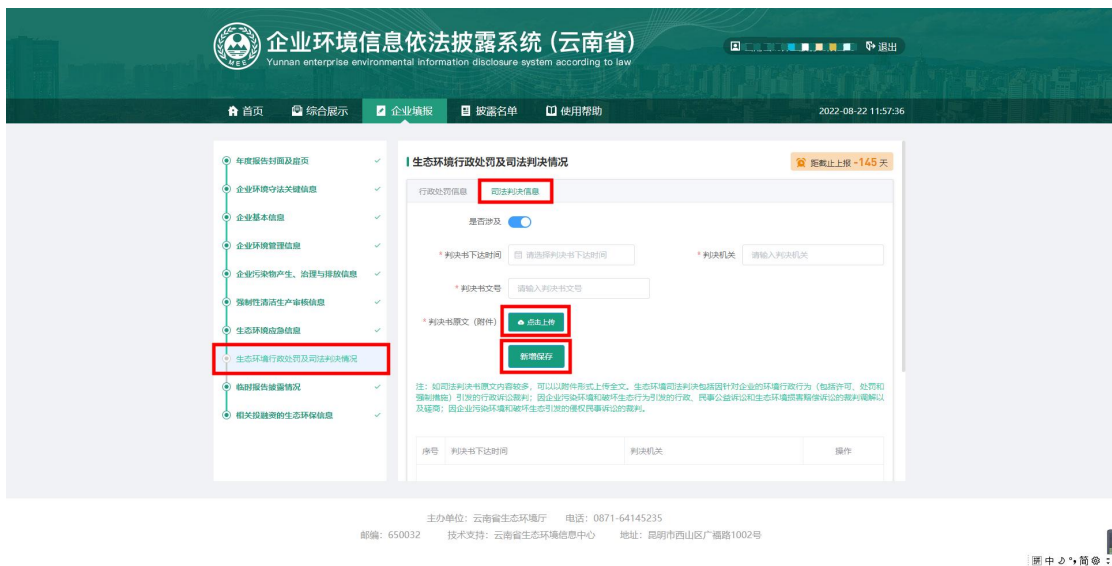 企业环境信息依法披露系统 (云南省)
Yunnan enterprise environmental information disclosure system according to law
MEE
退出
首页 综合展示 企业填报 披露名单 使用帮助 2022-08-22 11:57:36
年度报告封面及扉页
企业环境守法关键信息
企业基本信息
企业环境管理信息
企业污染物产生、治理与排放信息
强制性清洁生产审核信息
生态环境应急信息
生态环境行政处罚及司法判决情况
临时报告披露情况
相关投融资的生态环保信息
生态环境行政处罚及司法判决情况 距截止上报 -145 天
行政处罚信息 司法判决信息
是否涉及
* 判决书下达时间 请选择判决书下达时间 * 判决机关 请输入判决机关
* 判决书文号 请输入判决书文号
* 判决书原文（附件） 点击上传
新增保存
注：如司法判决书原文内容较多，可以以附件形式上传全文。生态环境司法判决包括因针对企业的环境行政行为（包括许可、处罚和
强制措施）引发的行政诉讼裁判；因企业污染环境和破坏生态行为引发的行政、民事公益诉讼和生态环境损害赔偿诉讼的裁判调解以
及磋商；因企业污染环境和破坏生态引发的侵权民事诉讼的裁判。
序号 判决书下达时间 判决机关 操作
主办单位：云南省生态环境厅 电话：0871-64145235
邮编：650032 技术支持：云南省生态环境信息中心 地址：昆明市西山区广福路1002号
中 简